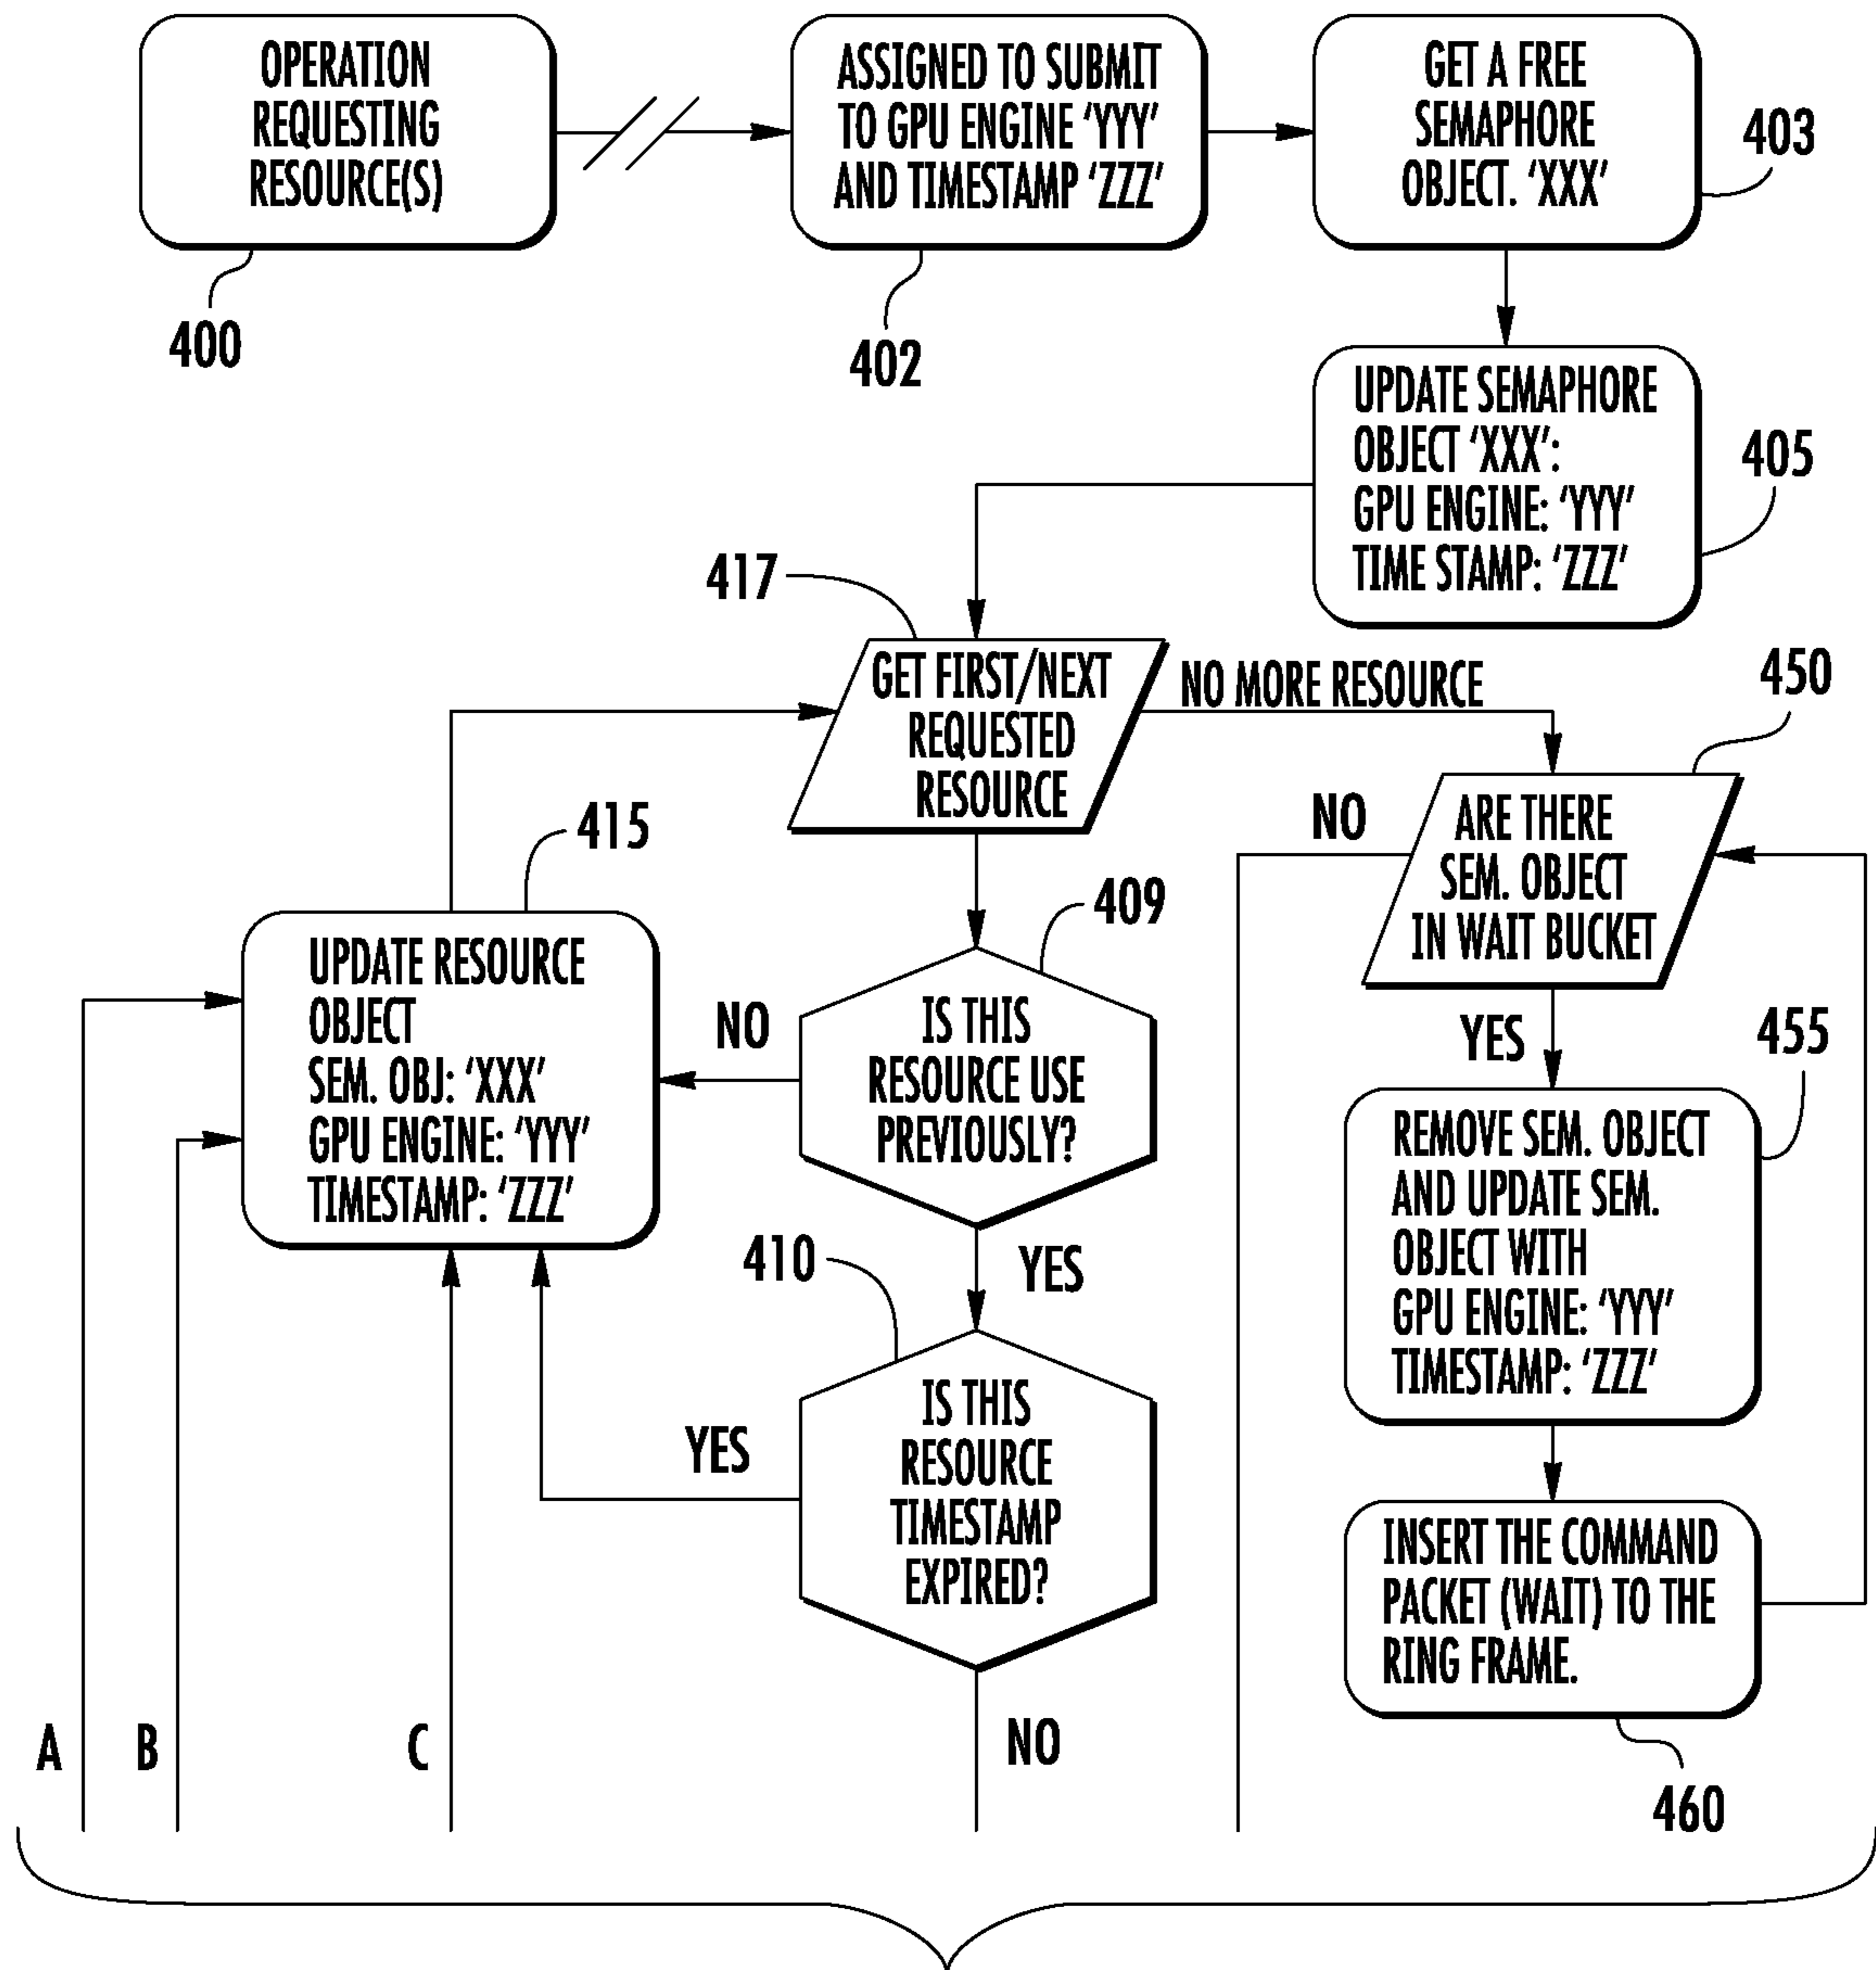 OPERATION
REQUESTING
RESOURCE(S)
400
ASSIGNED TO SUBMIT
TO GPU ENGINE ‘YYY’
AND TIMESTAMP ‘ZZZ’
402
GET A FREE
SEMAPHORE
OBJECT. ‘XXX’
403
UPDATE SEMAPHORE
OBJECT ‘XXX’:
GPU ENGINE: ‘YYY’
TIME STAMP: ‘ZZZ’
405
417
GET FIRST/NEXT
REQUESTED
RESOURCE
NO MORE RESOURCE
450
ARE THERE
SEM. OBJECT
IN WAIT BUCKET
NO
YES
415
UPDATE RESOURCE
OBJECT
SEM. OBJ: ‘XXX’
GPU ENGINE: ‘YYY’
TIMESTAMP: ‘ZZZ’
409
IS THIS
RESOURCE USE
PREVIOUSLY?
NO
YES
455
REMOVE SEM. OBJECT
AND UPDATE SEM.
OBJECT WITH
GPU ENGINE: ‘YYY’
TIMESTAMP: ‘ZZZ’
410
IS THIS
RESOURCE
TIMESTAMP
EXPIRED?
YES
NO
INSERT THE COMMAND
PACKET (WAIT) TO THE
RING FRAME.
460
A
B
C